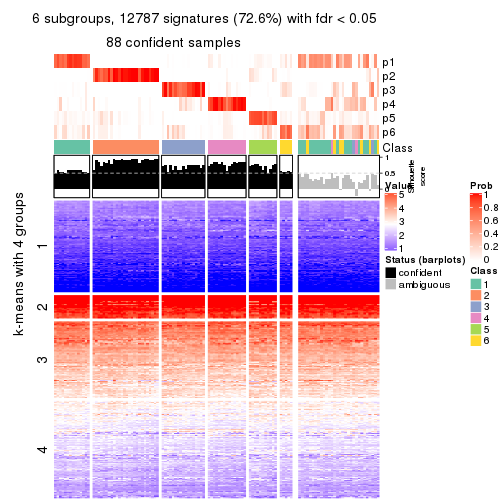 6 subgroups, 12787 signatures (72.6%) with fdr < 0.05
88 confident samples
p1
p2
p3
p4
p5
p6
Class
1
0.5
0
Silhouette
score
k-means with 4 groups
1
2
3
4
Value
5
4
3
2
1
Status (barplots)
confident
ambiguous
Prob
1
0.8
0.6
0.4
0.2
0
Class
1
2
3
4
5
6